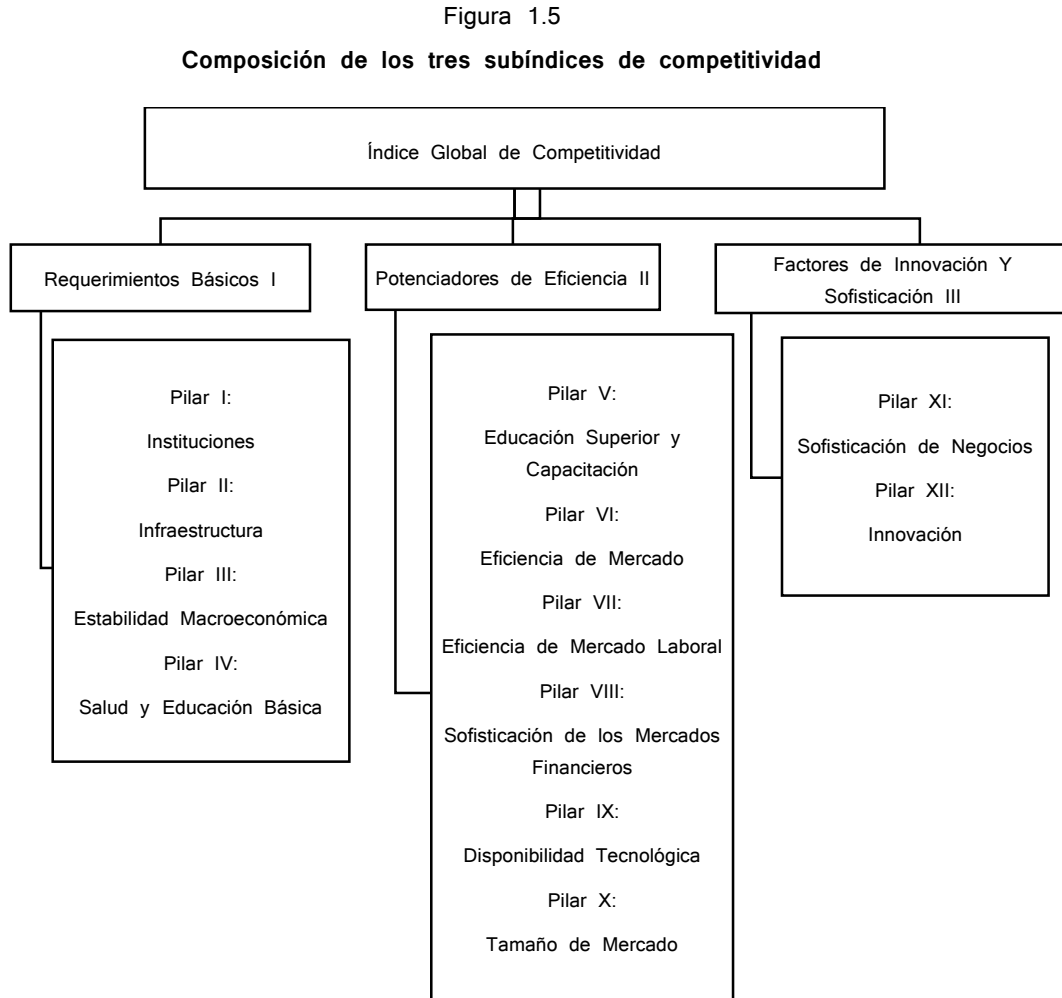 Figura 1.5
Composición de los tres subíndices de competitividad
Índice Global de Competitividad
Requerimientos Básicos I
Pilar I:
Instituciones
Pilar II:
Infraestructura
Pilar III:
Estabilidad Macroeconómica
Pilar IV:
Salud y Educación Básica
Potenciadores de Eficiencia II
Pilar V:
Educación Superior y
Capacitación
Pilar VI:
Eficiencia de Mercado
Pilar VII:
Eficiencia de Mercado Laboral
Pilar VIII:
Sofisticación de los Mercados
Financieros
Pilar IX:
Disponibilidad Tecnológica
Pilar X:
Tamaño de Mercado
Factores de Innovación Y
Sofisticación III
Pilar XI:
Sofisticación de Negocios
Pilar XII:
Innovación